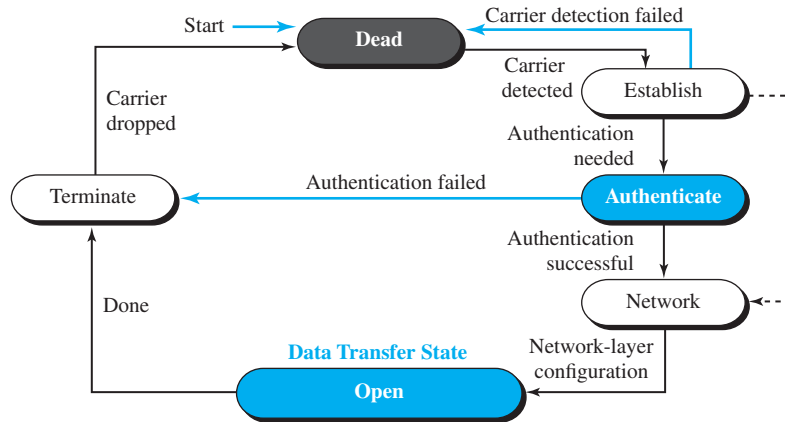 Carrier detection failed
Start
Dead
Carrier
detected
Establish
Carrier
dropped
Authentication
needed
Terminate
Authentication failed
Authenticate
Authentication
successful
Network
Done
Data Transfer State
Network-layer
configuration
Open